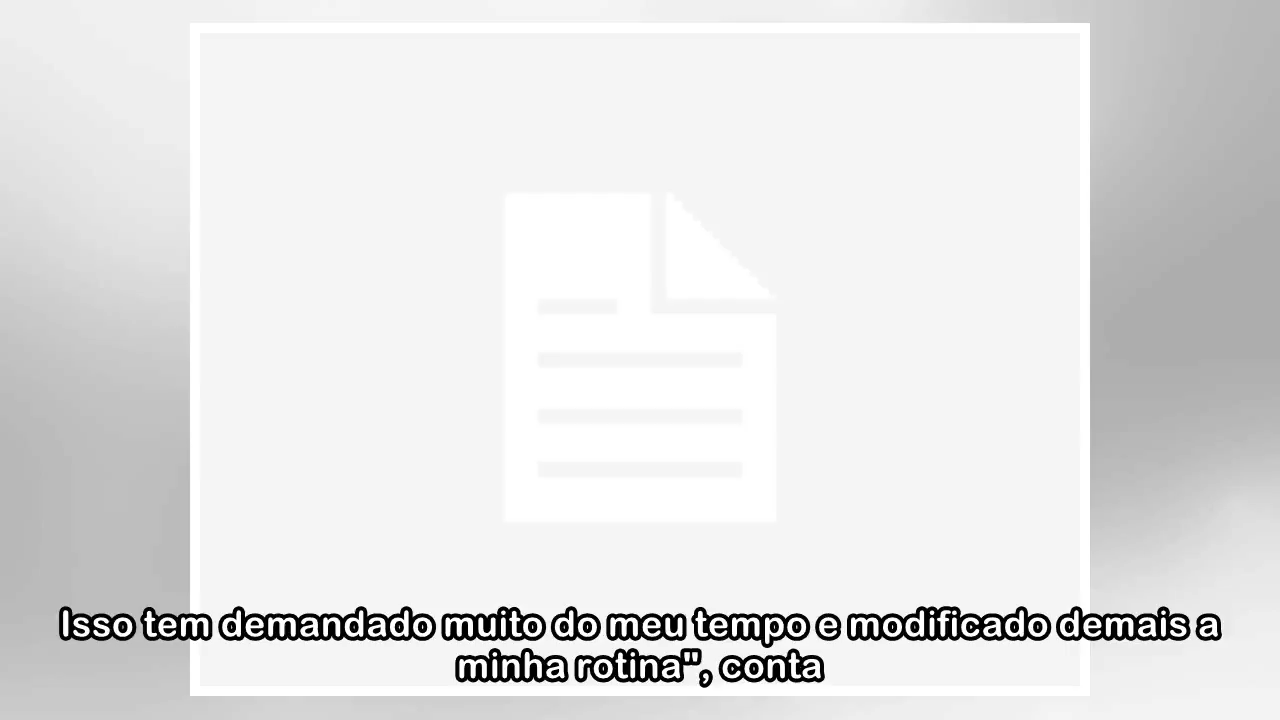 Isso tem demandado muito do meu tempo e modificado demais a
minha rotina", conta